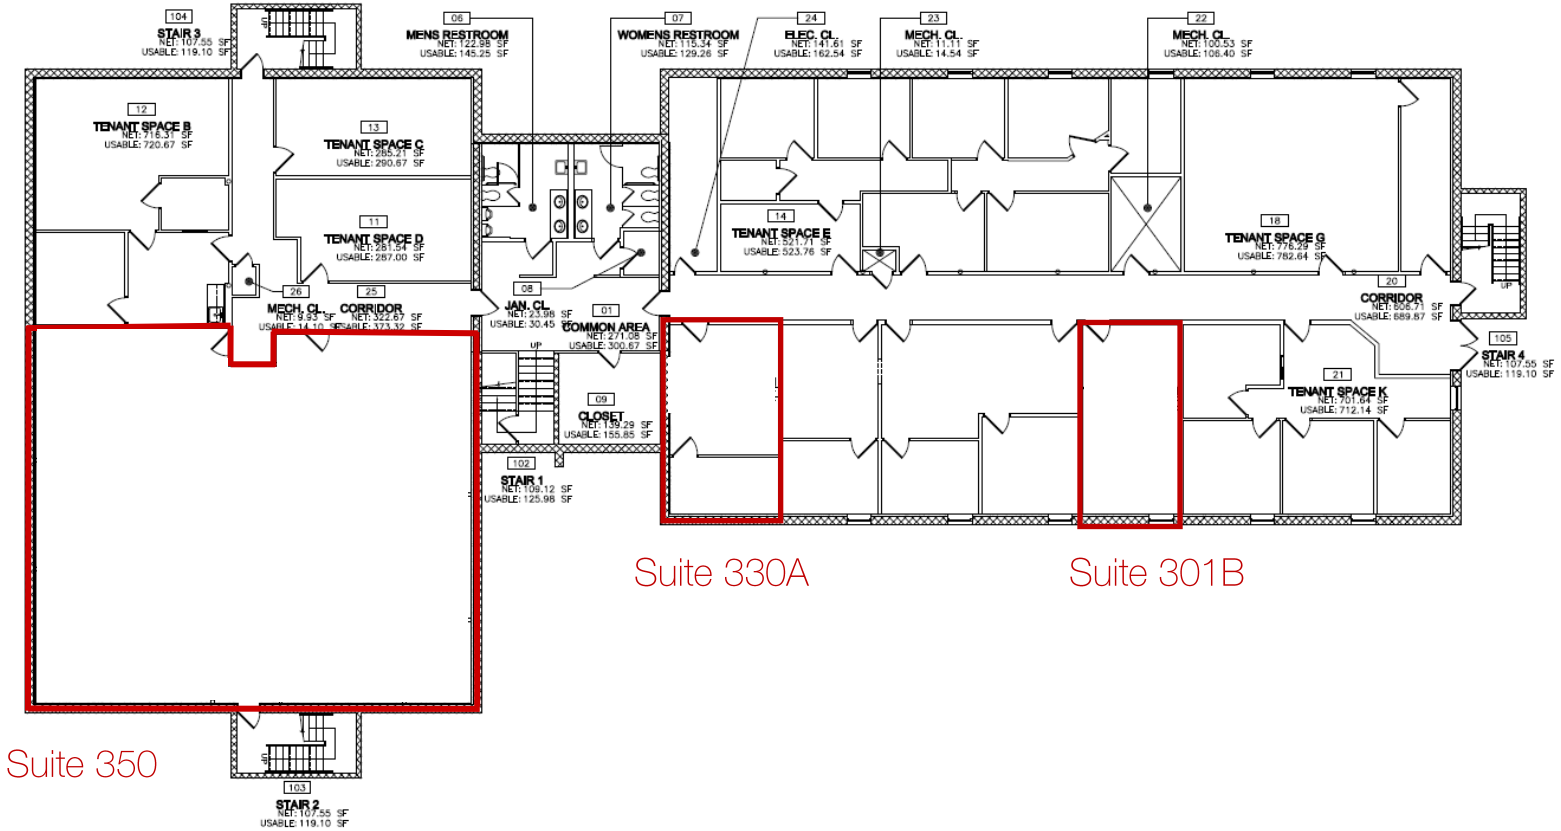 104
STAIR 3
NET: 107.55 SF
USABLE: 119.10 SF
UP
06
MENS RESTROOM
NET: 122.98 SF
USABLE: 145.25 SF
07
WOMENS RESTROOM
NET: 115.34 SF
USABLE: 129.26 SF
24
ELEC. CL.
NET: 141.61 SF
USABLE: 162.54 SF
23
MECH. CL.
NET: 11.11 SF
USABLE: 14.54 SF
22
MECH. CL.
NET: 100.53 SF
USABLE: 106.40 SF
12
TENANT SPACE B
NET: 716.31 SF
USABLE: 720.67 SF
13
TENANT SPACE C
NET: 285.21 SF
USABLE: 290.67 SF
11
TENANT SPACE D
NET: 281.54 SF
USABLE: 287.00 SF
14
TENANT SPACE E
NET: 521.71 SF
USABLE: 523.76 SF
18
TENANT SPACE G
NET: 776.29 SF
USABLE: 782.64 SF
UP
26
MECH. CL.
NET: 9.93 SF
USABLE: 14.10 SF
25
CORRIDOR
NET: 322.67 SF
USABLE: 373.32 SF
08
JAN. CL.
NET: 23.98 SF
USABLE: 30.45 SF
01
COMMON AREA
NET: 271.08 SF
USABLE: 300.67 SF
20
CORRIDOR
NET: 606.71 SF
USABLE: 689.87 SF
UP
105
STAIR 4
NET: 107.55 SF
USABLE: 119.10 SF
21
TENANT SPACE K
NET: 701.64 SF
USABLE: 712.14 SF
09
CLOSET
NET: 139.29 SF
USABLE: 155.85 SF
102
STAIR 1
NET: 109.12 SF
USABLE: 125.98 SF
Suite 330A
Suite 301B
Suite 350
UP
103
STAIR 2
NET: 107.55 SF
USABLE: 119.10 SF